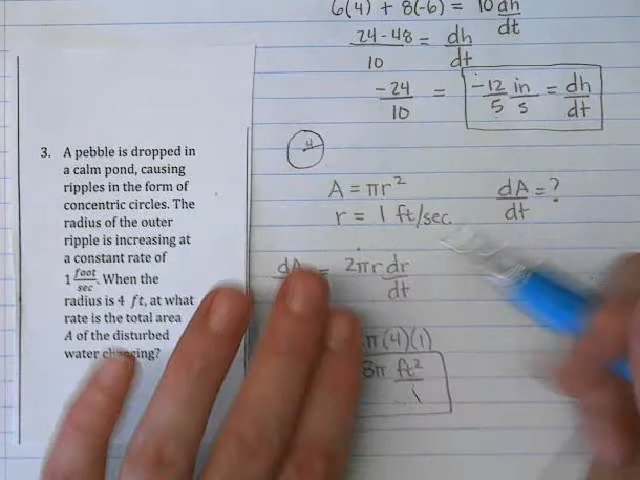 6(4) + 8(-6) = 10 dh/dt
24-48/10 = dh/dt
-24/10 = -12/5 in/s = dh/dt
3. A pebble is dropped in
a calm pond, causing
ripples in the form of
concentric circles. The
radius of the outer
ripple is increasing at
a constant rate of
1 foot/sec. When the
radius is 4 ft, at what
rate is the total area
A of the disturbed
water changing?
4
A = πr²
dA/dt = ?
r = 1 ft/sec
dA = 2πr dr/dt
π(4)(1)
8π ft²